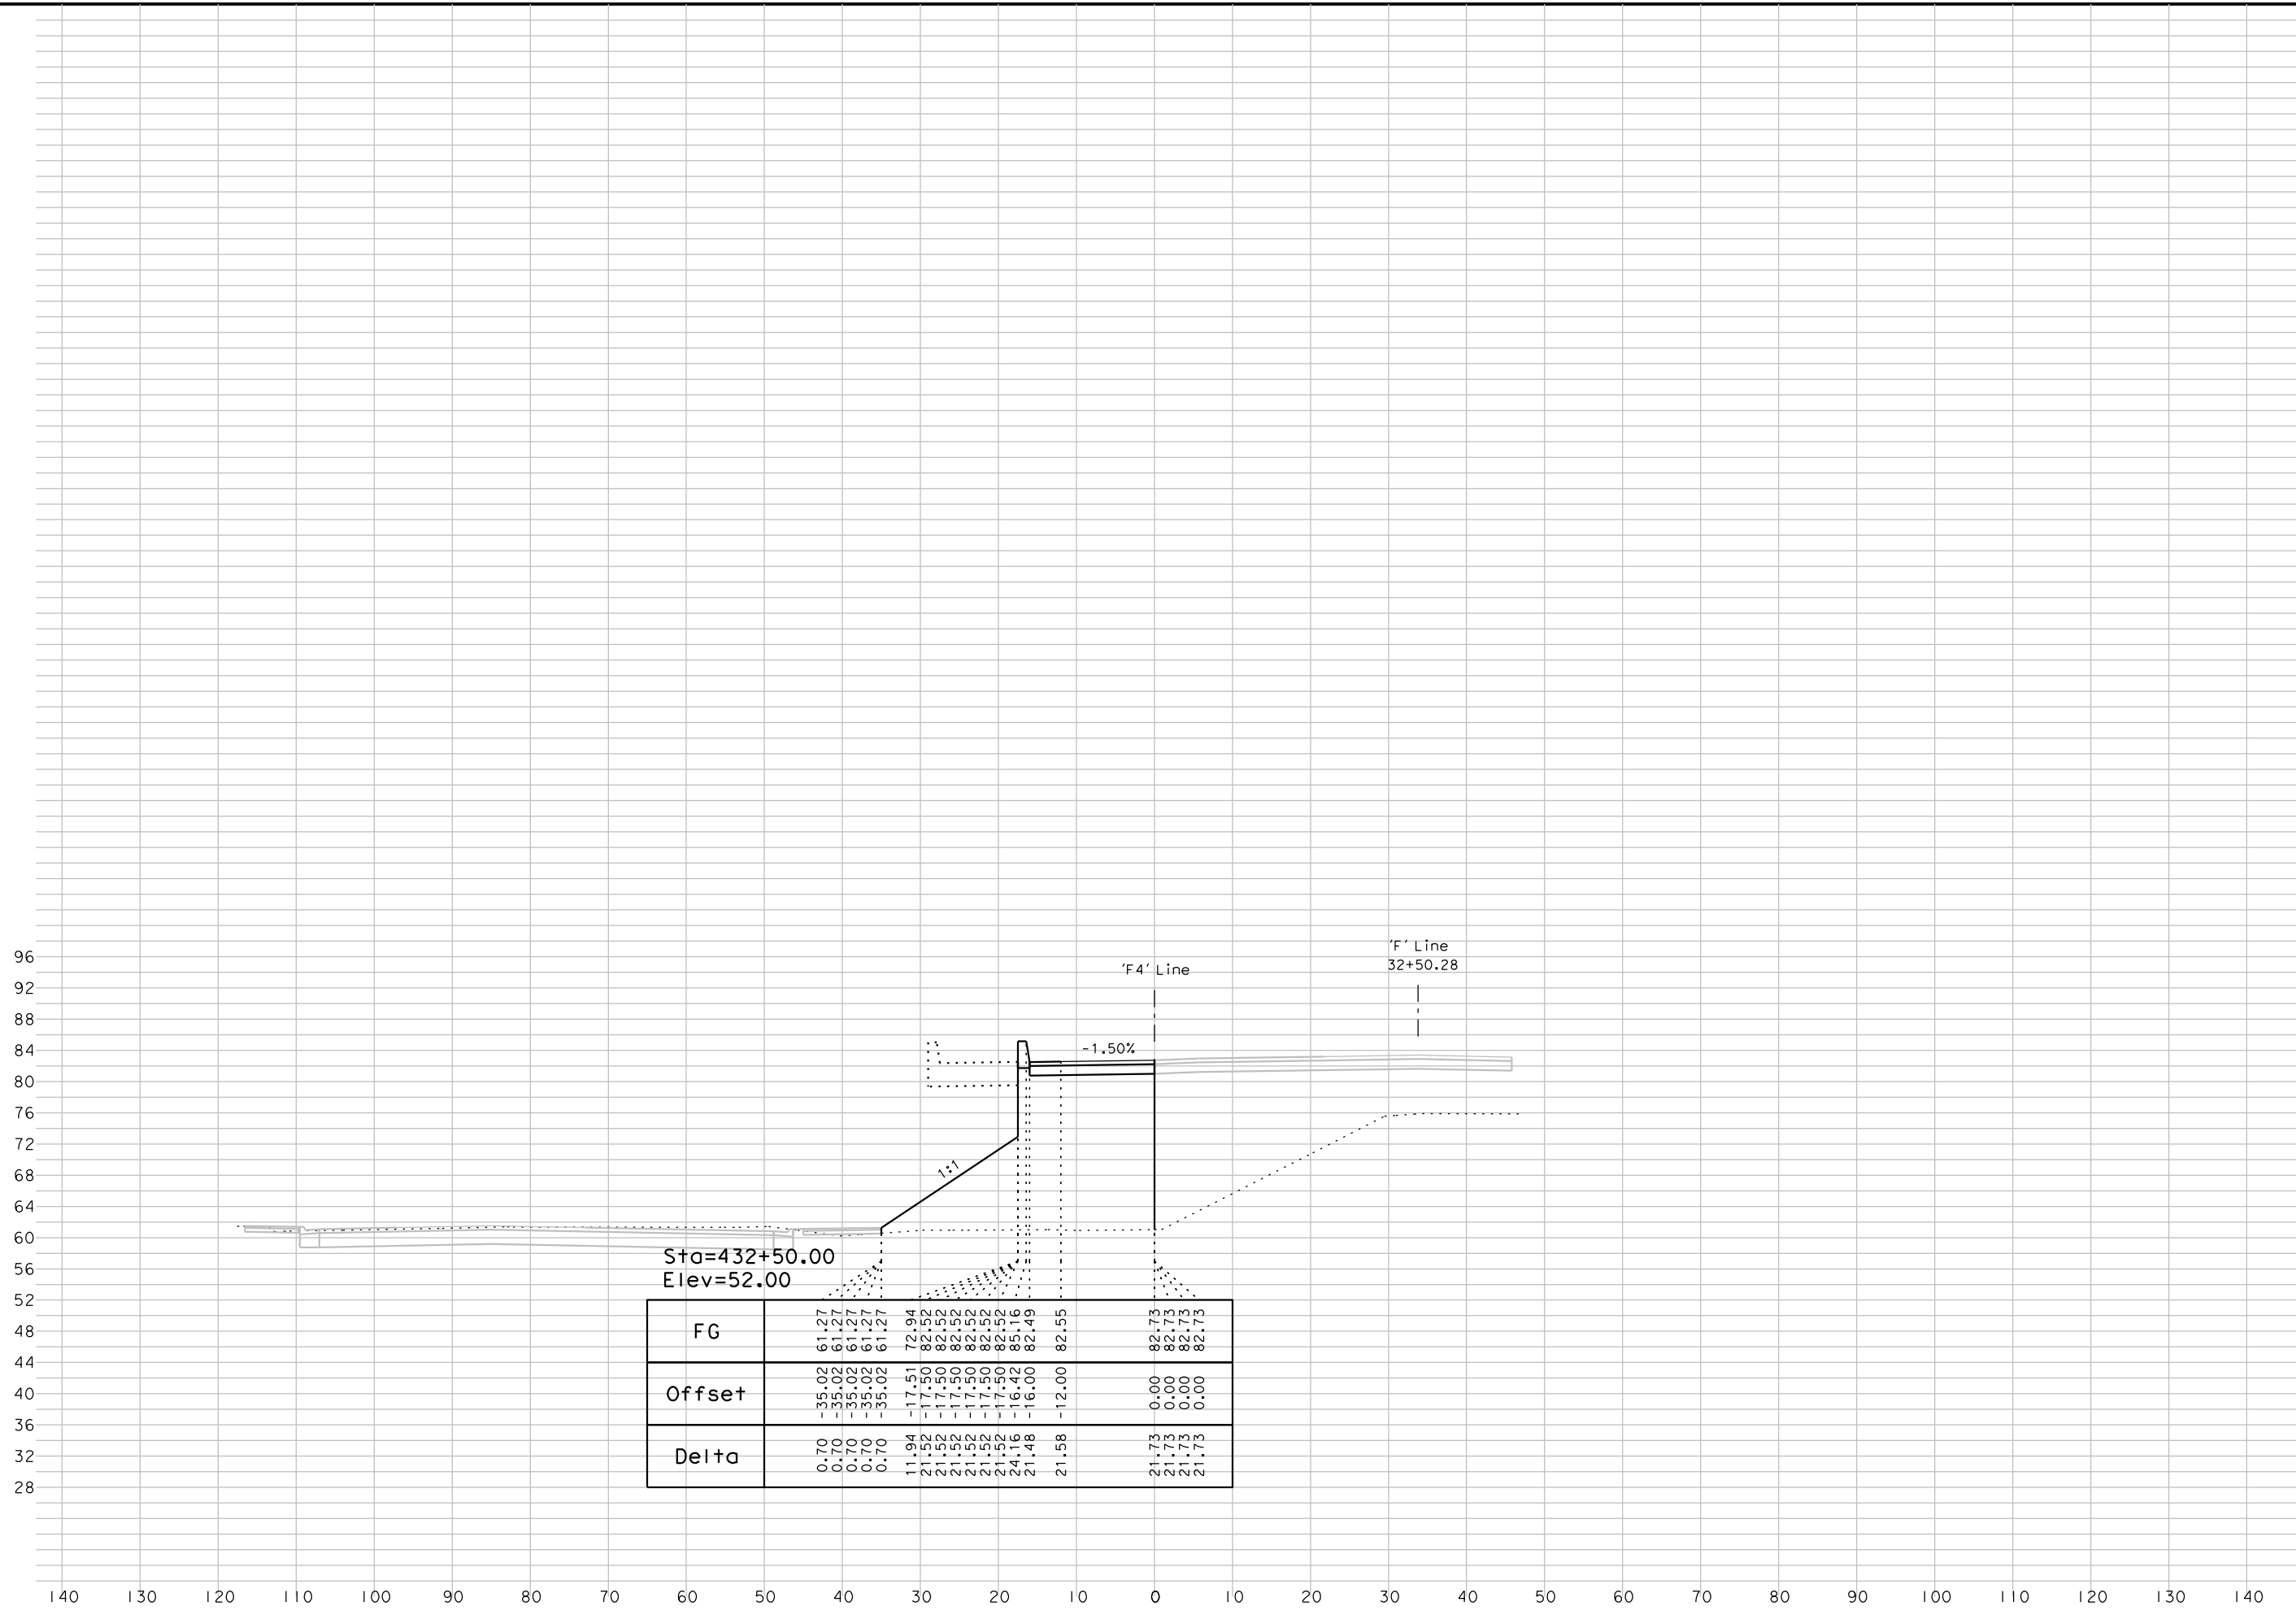 96
92
88
84
80
76
72
68
64
60
56
52
48
44
40
36
32
28
'F4' Line
'F' Line
32+50.28
-1.50%
1:1
Sta=432+50.00
Elev=52.00
FG 61.27 61.27 61.27 61.27 61.27 72.94 82.52 82.52 82.52 82.52 82.52 82.52 85.16 82.49 82.55 82.73 82.73 82.73 82.73
Offset -35.02 -35.02 -35.02 -35.02 -35.02 -17.51 -17.50 -17.50 -17.50 -17.50 -17.50 -17.50 -16.42 -16.00 -12.00 0.00 0.00 0.00 0.00
Delta 0.70 0.70 0.70 0.70 0.70 11.94 21.52 21.52 21.52 21.52 21.52 21.52 24.16 21.48 21.58 21.73 21.73 21.73 21.73
140 130 120 110 100 90 80 70 60 50 40 30 20 10 0 10 20 30 40 50 60 70 80 90 100 110 120 130 140